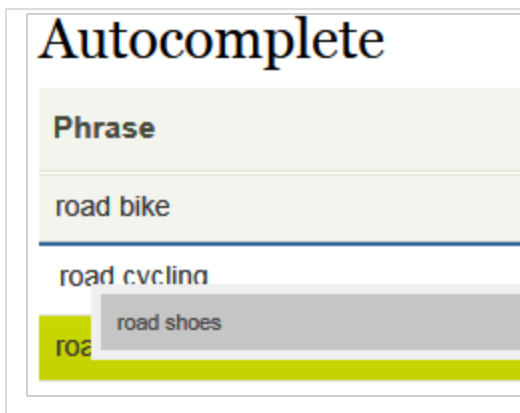 Autocomplete
Phrase
road bike
road cycling
road shoes